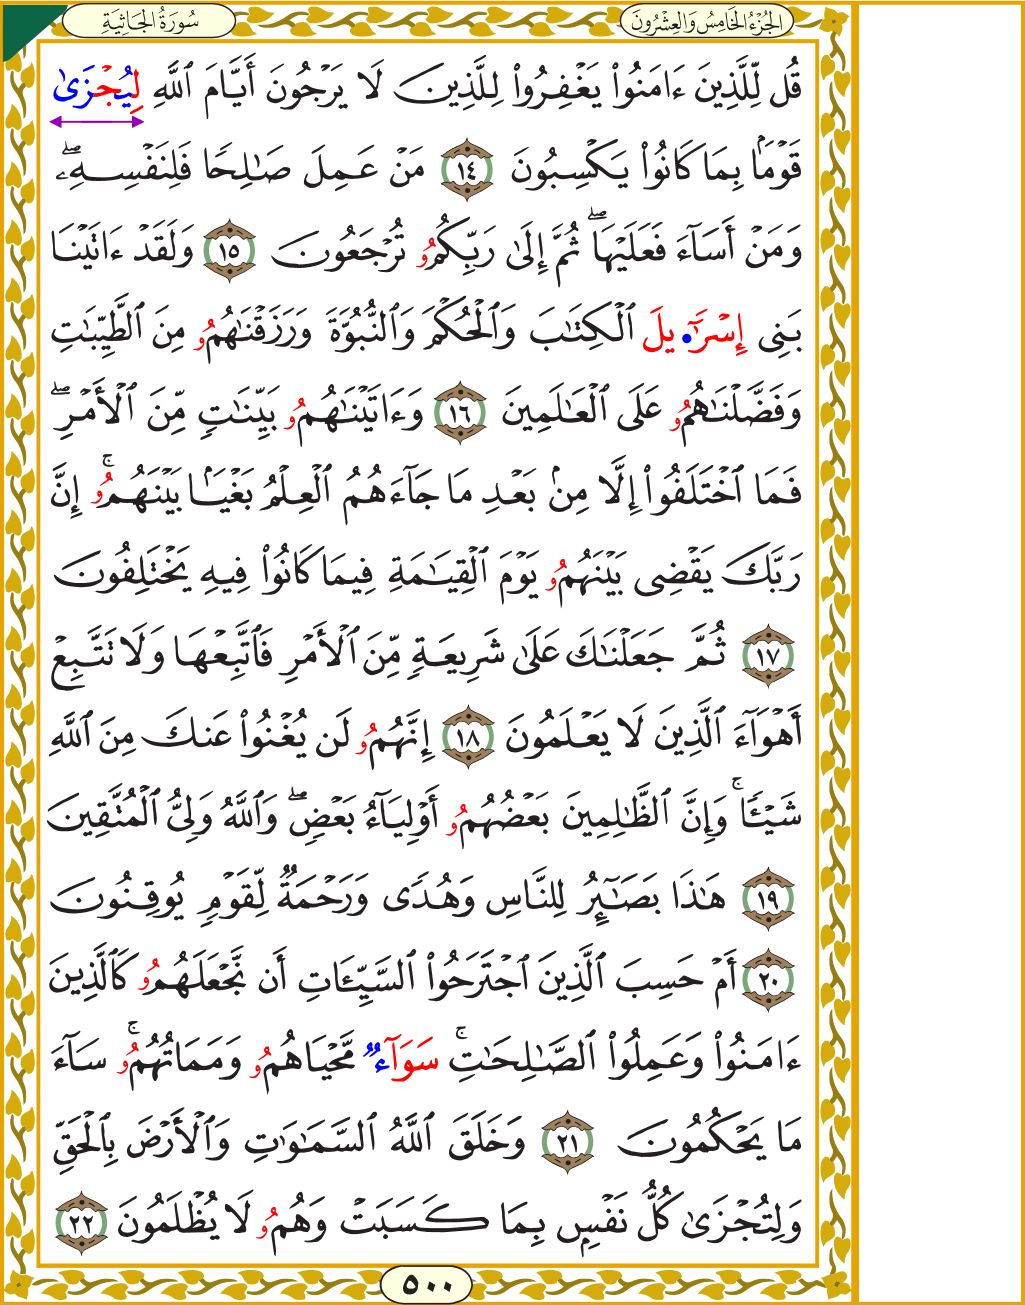 سُورَةُ الجَاثِيَةِ
الجُزْءُ الخَامِسُ وَالعِشْرُونَ
قُل لِّلَّذِينَ ءَامَنُوا۟ يَغْفِرُوا۟ لِلَّذِينَ لَا يَرْجُونَ أَيَّامَ ٱللَّهِ لِيُجْزَىٰ
قَوْمًۢا بِمَا كَانُوا۟ يَكْسِبُونَ ١٤ مَنْ عَمِلَ صَـٰلِحًا فَلِنَفْسِهِۦۖ
وَمَنْ أَسَآءَ فَعَلَيْهَاۖ ثُمَّ إِلَىٰ رَبِّكُمُۥ تُرْجَعُونَ ١٥ وَلَقَدْ ءَاتَيْنَا
بَنِى إِسْرَٰٓ•يلَ ٱلْكِتَـٰبَ وَٱلْحُكْمَ وَٱلنُّبُوَّةَ وَرَزَقْنَـٰهُمُۥ مِنَ ٱلطَّيِّبَـٰتِ
وَفَضَّلْنَـٰهُمُۥ عَلَى ٱلْعَـٰلَمِينَ ١٦ وَءَاتَيْنَـٰهُمُۥ بَيِّنَـٰتٍ مِّنَ ٱلْأَمْرِۖ
فَمَا ٱخْتَلَفُوا۟ إِلَّا مِنۢ بَعْدِ مَا جَآءَهُمُ ٱلْعِلْمُ بَغْيَۢا بَيْنَهُمُۥۚ إِنَّ
رَبَّكَ يَقْضِى بَيْنَهُمُۥ يَوْمَ ٱلْقِيَـٰمَةِ فِيمَا كَانُوا۟ فِيهِ يَخْتَلِفُونَ
١٧ ثُمَّ جَعَلْنَـٰكَ عَلَىٰ شَرِيعَةٍ مِّنَ ٱلْأَمْرِ فَٱتَّبِعْهَا وَلَا تَتَّبِعْ
أَهْوَآءَ ٱلَّذِينَ لَا يَعْلَمُونَ ١٨ إِنَّهُمُۥ لَن يُغْنُوا۟ عَنكَ مِنَ ٱللَّهِ
شَيْـًٔاۚ وَإِنَّ ٱلظَّـٰلِمِينَ بَعْضُهُمُۥ أَوْلِيَآءُ بَعْضٍۖ وَٱللَّهُ وَلِىُّ ٱلْمُتَّقِينَ
١٩ هَـٰذَا بَصَـٰٓئِرُ لِلنَّاسِ وَهُدًى وَرَحْمَةٌ لِّقَوْمٍ يُوقِنُونَ
٢٠ أَمْ حَسِبَ ٱلَّذِينَ ٱجْتَرَحُوا۟ ٱلسَّيِّـَٔاتِ أَن نَّجْعَلَهُمُۥ كَٱلَّذِينَ
ءَامَنُوا۟ وَعَمِلُوا۟ ٱلصَّـٰلِحَـٰتِۚ سَوَآءٌ مَّحْيَاهُمُۥ وَمَمَاتُهُمُۥۚ سَآءَ
مَا يَحْكُمُونَ ٢١ وَخَلَقَ ٱللَّهُ ٱلسَّمَـٰوَٰتِ وَٱلْأَرْضَ بِٱلْحَقِّ
وَلِتُجْزَىٰ كُلُّ نَفْسٍۭ بِمَا كَسَبَتْ وَهُمُۥ لَا يُظْلَمُونَ ٢٢
٥٠٠